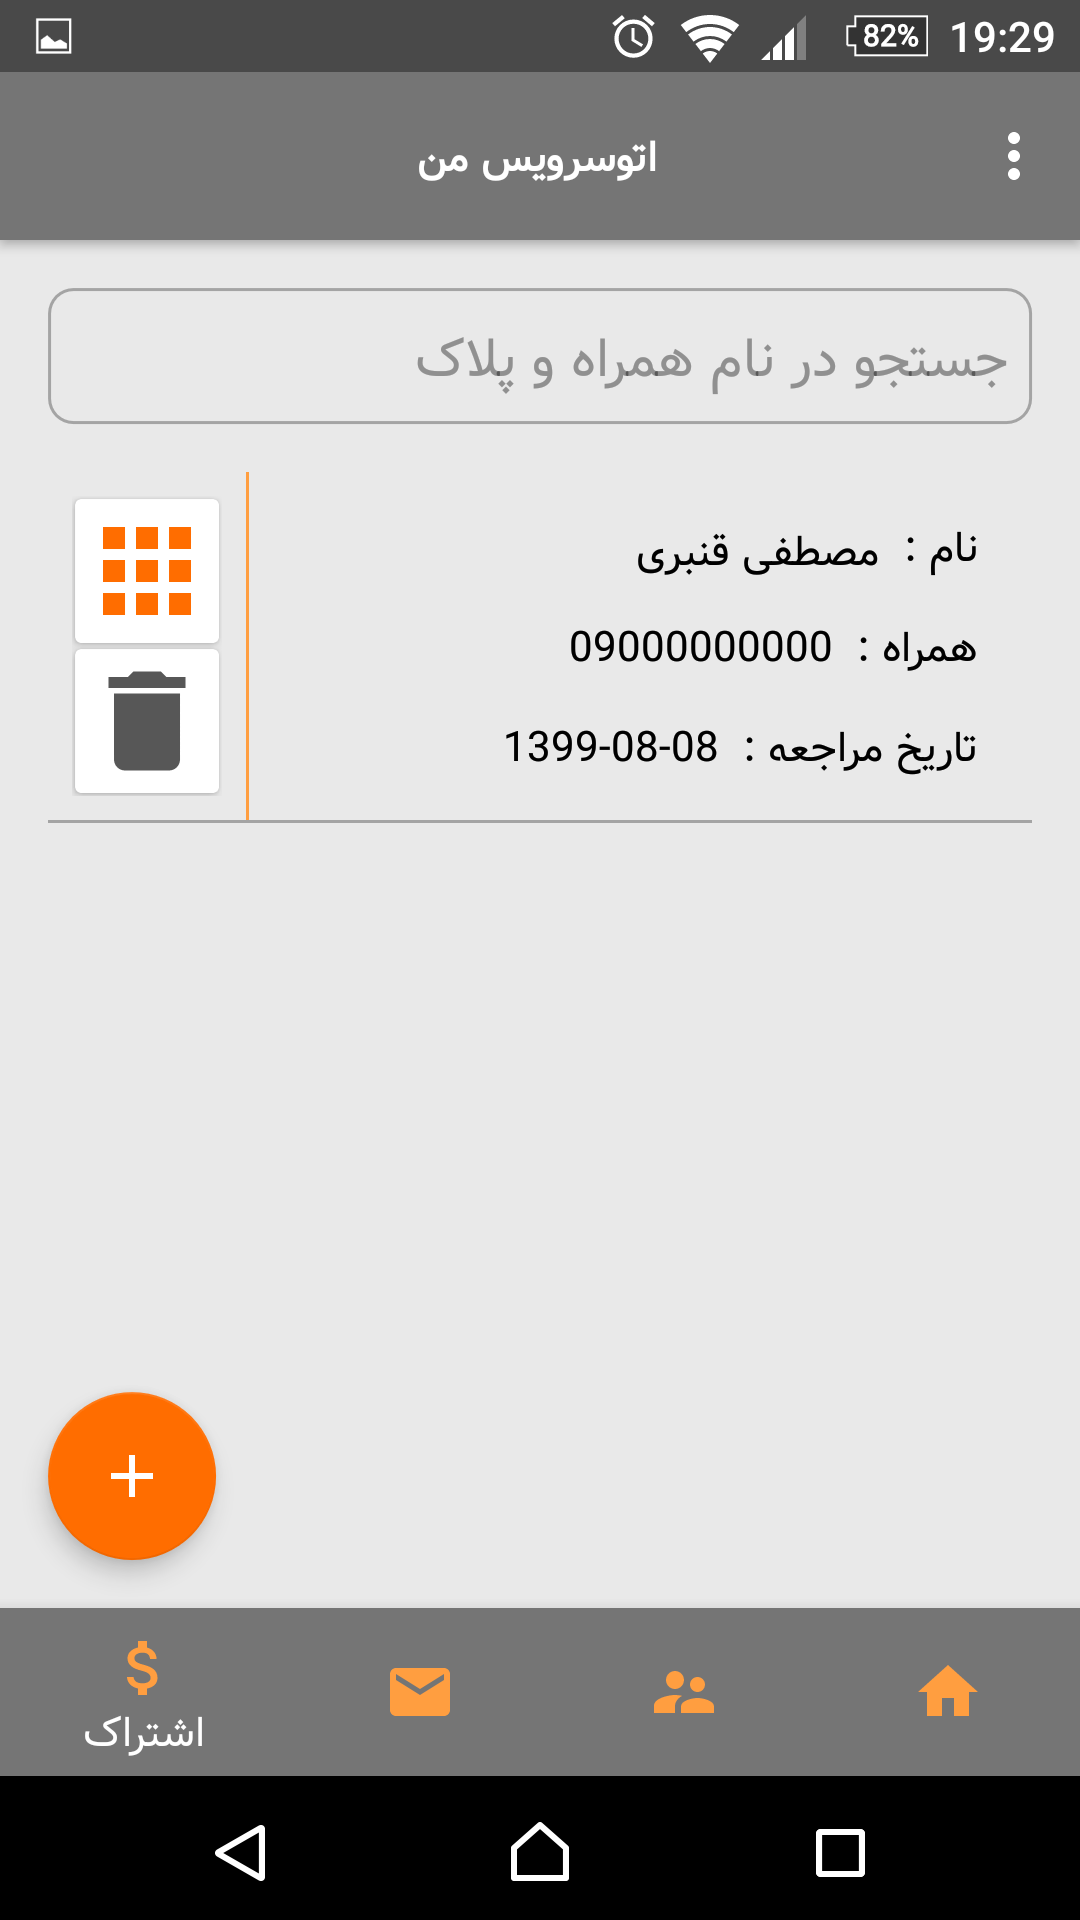 82% 19:29
اتوسرویس من
جستجو در نام همراه و پلاک
نام : مصطفی قنبری
همراه : 09000000000
تاریخ مراجعه : 1399-08-08
اشتراک